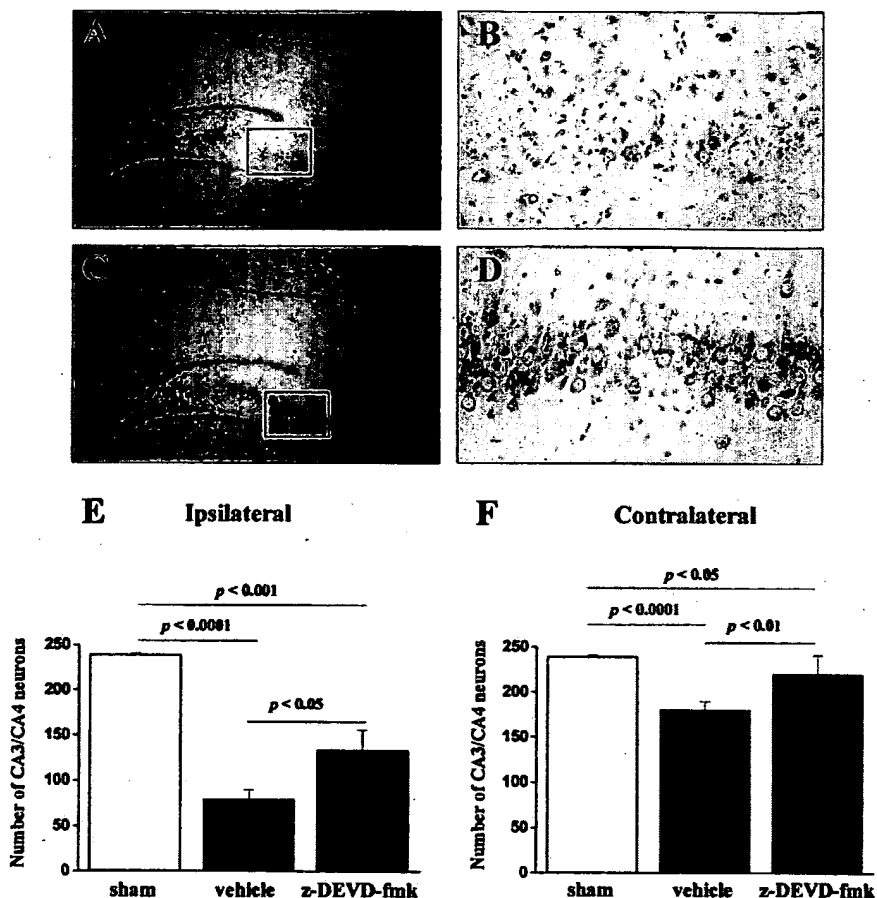 A
B
C
D
E Ipsilateral
p < 0.001
p < 0.0001
p < 0.05
250
200
150
100
50
0
Number of CA3/CA4 neurons
sham vehicle z-DEVD-fmk
F Contralateral
p < 0.05
p < 0.0001
p < 0.01
250
200
150
100
50
0
Number of CA3/CA4 neurons
sham vehicle z-DEVD-fmk